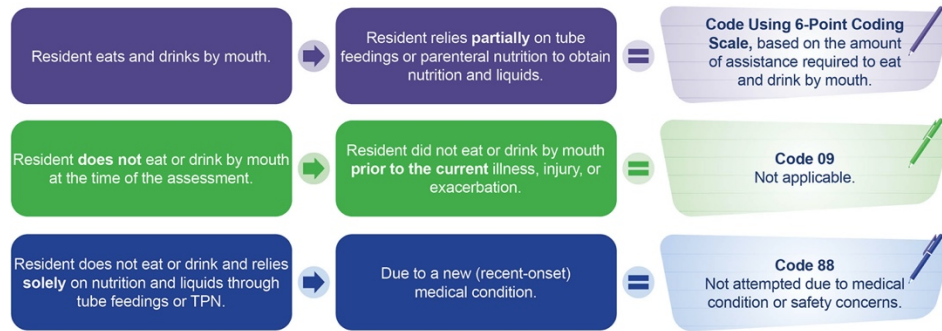 Resident eats and drinks by mouth.
Resident relies partially on tube
feedings or parenteral nutrition to obtain
nutrition and liquids.
Code Using 6-Point Coding
Scale, based on the amount
of assistance required to eat
and drink by mouth.
Resident does not eat or drink by mouth
at the time of the assessment.
Resident did not eat or drink by mouth
prior to the current illness, injury, or
exacerbation.
Code 09
Not applicable.
Resident does not eat or drink and relies
solely on nutrition and liquids through
tube feedings or TPN.
Due to a new (recent-onset)
medical condition.
Code 88
Not attempted due to medical
condition or safety concerns.